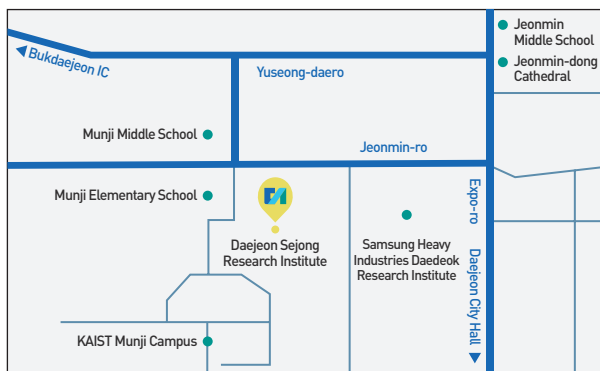 Jeonmin
Middle School
Jeonmin-dong
Cathedral
Bukdaejeon IC
Yuseong-daero
Munji Middle School
Jeonmin-ro
Munji Elementary School
Expo-ro
Daejeon Sejong
Research Institute
Samsung Heavy
Industries Daedeok
Research Institute
Daejeon City Hall
KAIST Munji Campus